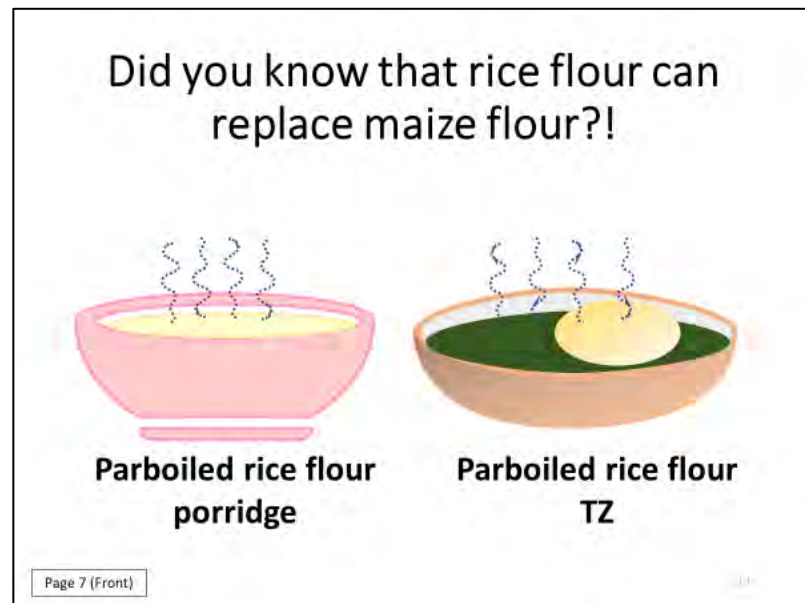 Did you know that rice flour can
replace maize flour?!
Parboiled rice flour
porridge
Parboiled rice flour
TZ
Page 7 (Front)